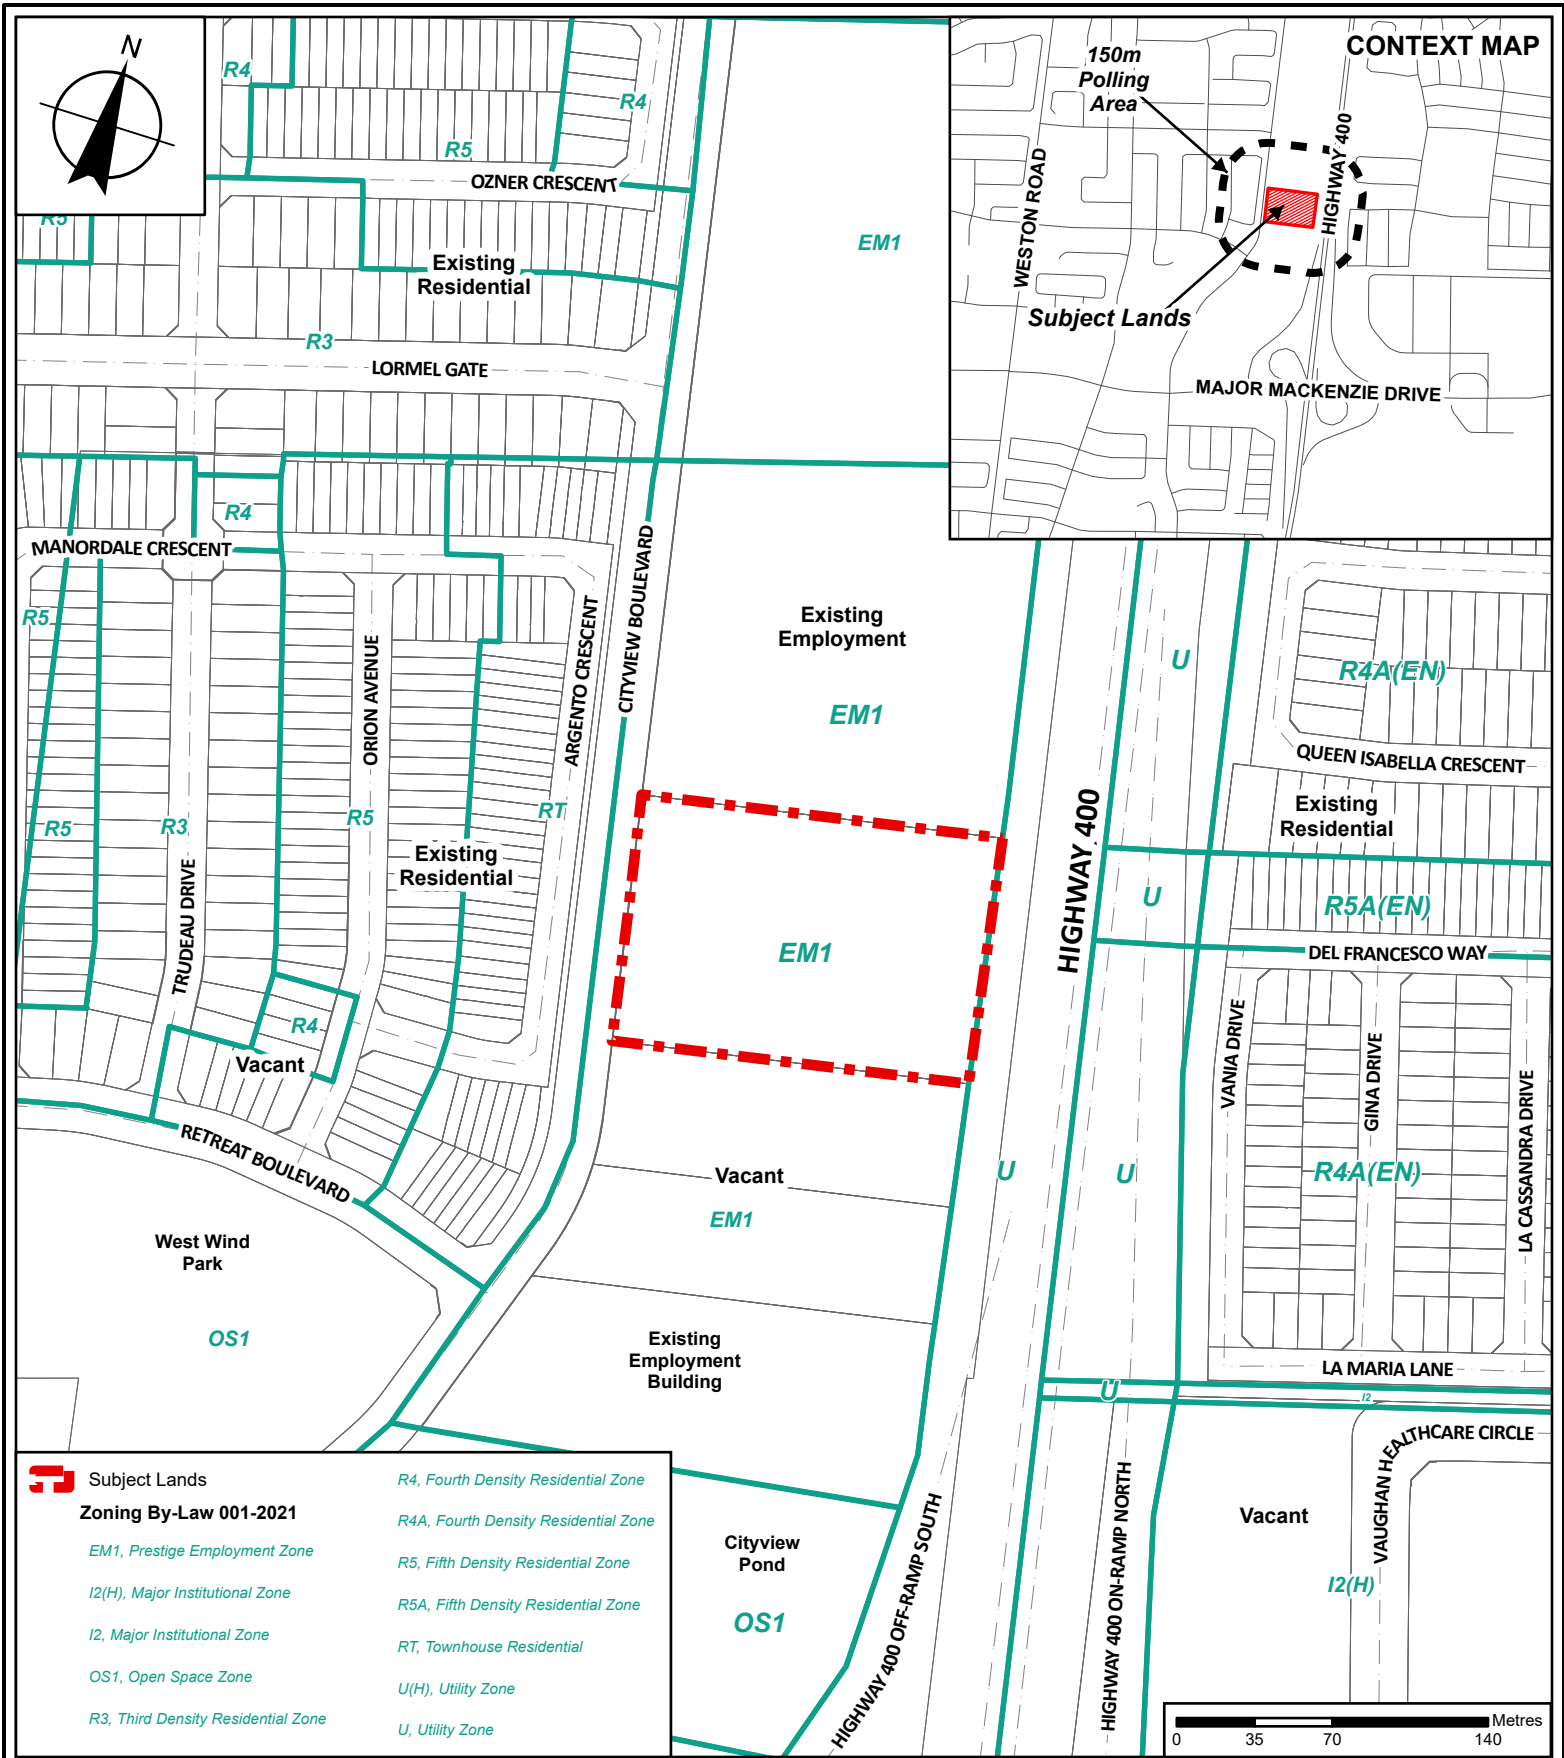 N
R4
R4
R5
OZNER CRESCENT
R5
EM1
Existing
Residential
R3
LORMEL GATE
CONTEXT MAP
150m
Polling
Area
WESTON ROAD
HIGHWAY 400
Subject Lands
MAJOR MACKENZIE DRIVE
R4
MANORDALE CRESCENT
CITYVIEW BOULEVARD
ARGENTO CRESCENT
ORION AVENUE
TRUDEAU DRIVE
Existing
Employment
EM1
U
R4A(EN)
QUEEN ISABELLA CRESCENT
R5
R5
R3
R5
RT
Existing
Residential
Existing
Residential
HIGHWAY 400
U
R5A(EN)
EM1
DEL FRANCESCO WAY
R4
Vacant
VANIA DRIVE
GINA DRIVE
LA CASSANDRA DRIVE
RETREAT BOULEVARD
Vacant
EM1
U
U
R4A(EN)
West Wind
Park
OS1
Existing
Employment
Building
LA MARIA LANE
U
I2
VAUGHAN HEALTHCARE CIRCLE
Vacant
I2(H)
Cityview
Pond
OS1
HIGHWAY 400 OFF-RAMP SOUTH
HIGHWAY 400 ON-RAMP NORTH
Subject Lands
Zoning By-Law 001-2021
EM1, Prestige Employment Zone
I2(H), Major Institutional Zone
I2, Major Institutional Zone
OS1, Open Space Zone
R3, Third Density Residential Zone
R4, Fourth Density Residential Zone
R4A, Fourth Density Residential Zone
R5, Fifth Density Residential Zone
R5A, Fifth Density Residential Zone
RT, Townhouse Residential
U(H), Utility Zone
U, Utility Zone
Metres
0 35 70 140